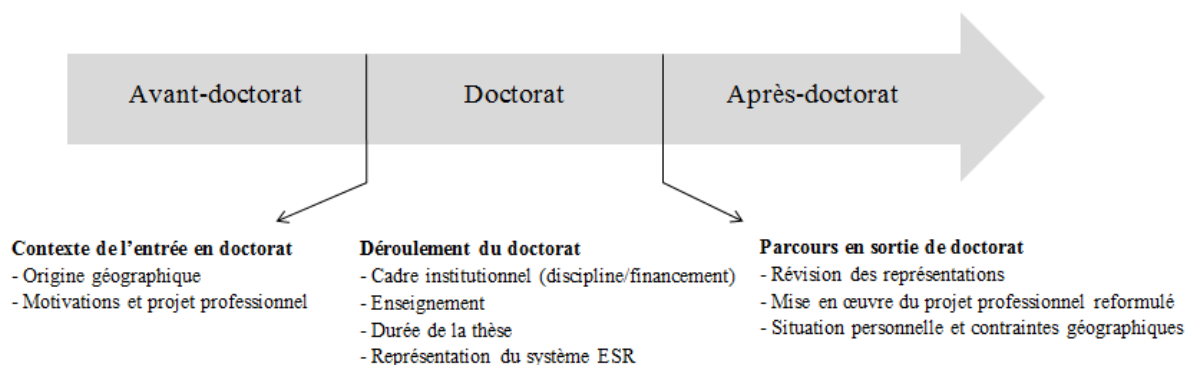 Avant-doctorat
Doctorat
Après-doctorat
Contexte de l'entrée en doctorat
- Origine géographique
- Motivations et projet professionnel
Déroulement du doctorat
- Cadre institutionnel (discipline/financement)
- Enseignement
- Durée de la thèse
- Représentation du système ESR
Parcours en sortie de doctorat
- Révision des représentations
- Mise en œuvre du projet professionnel reformulé
- Situation personnelle et contraintes géographiques